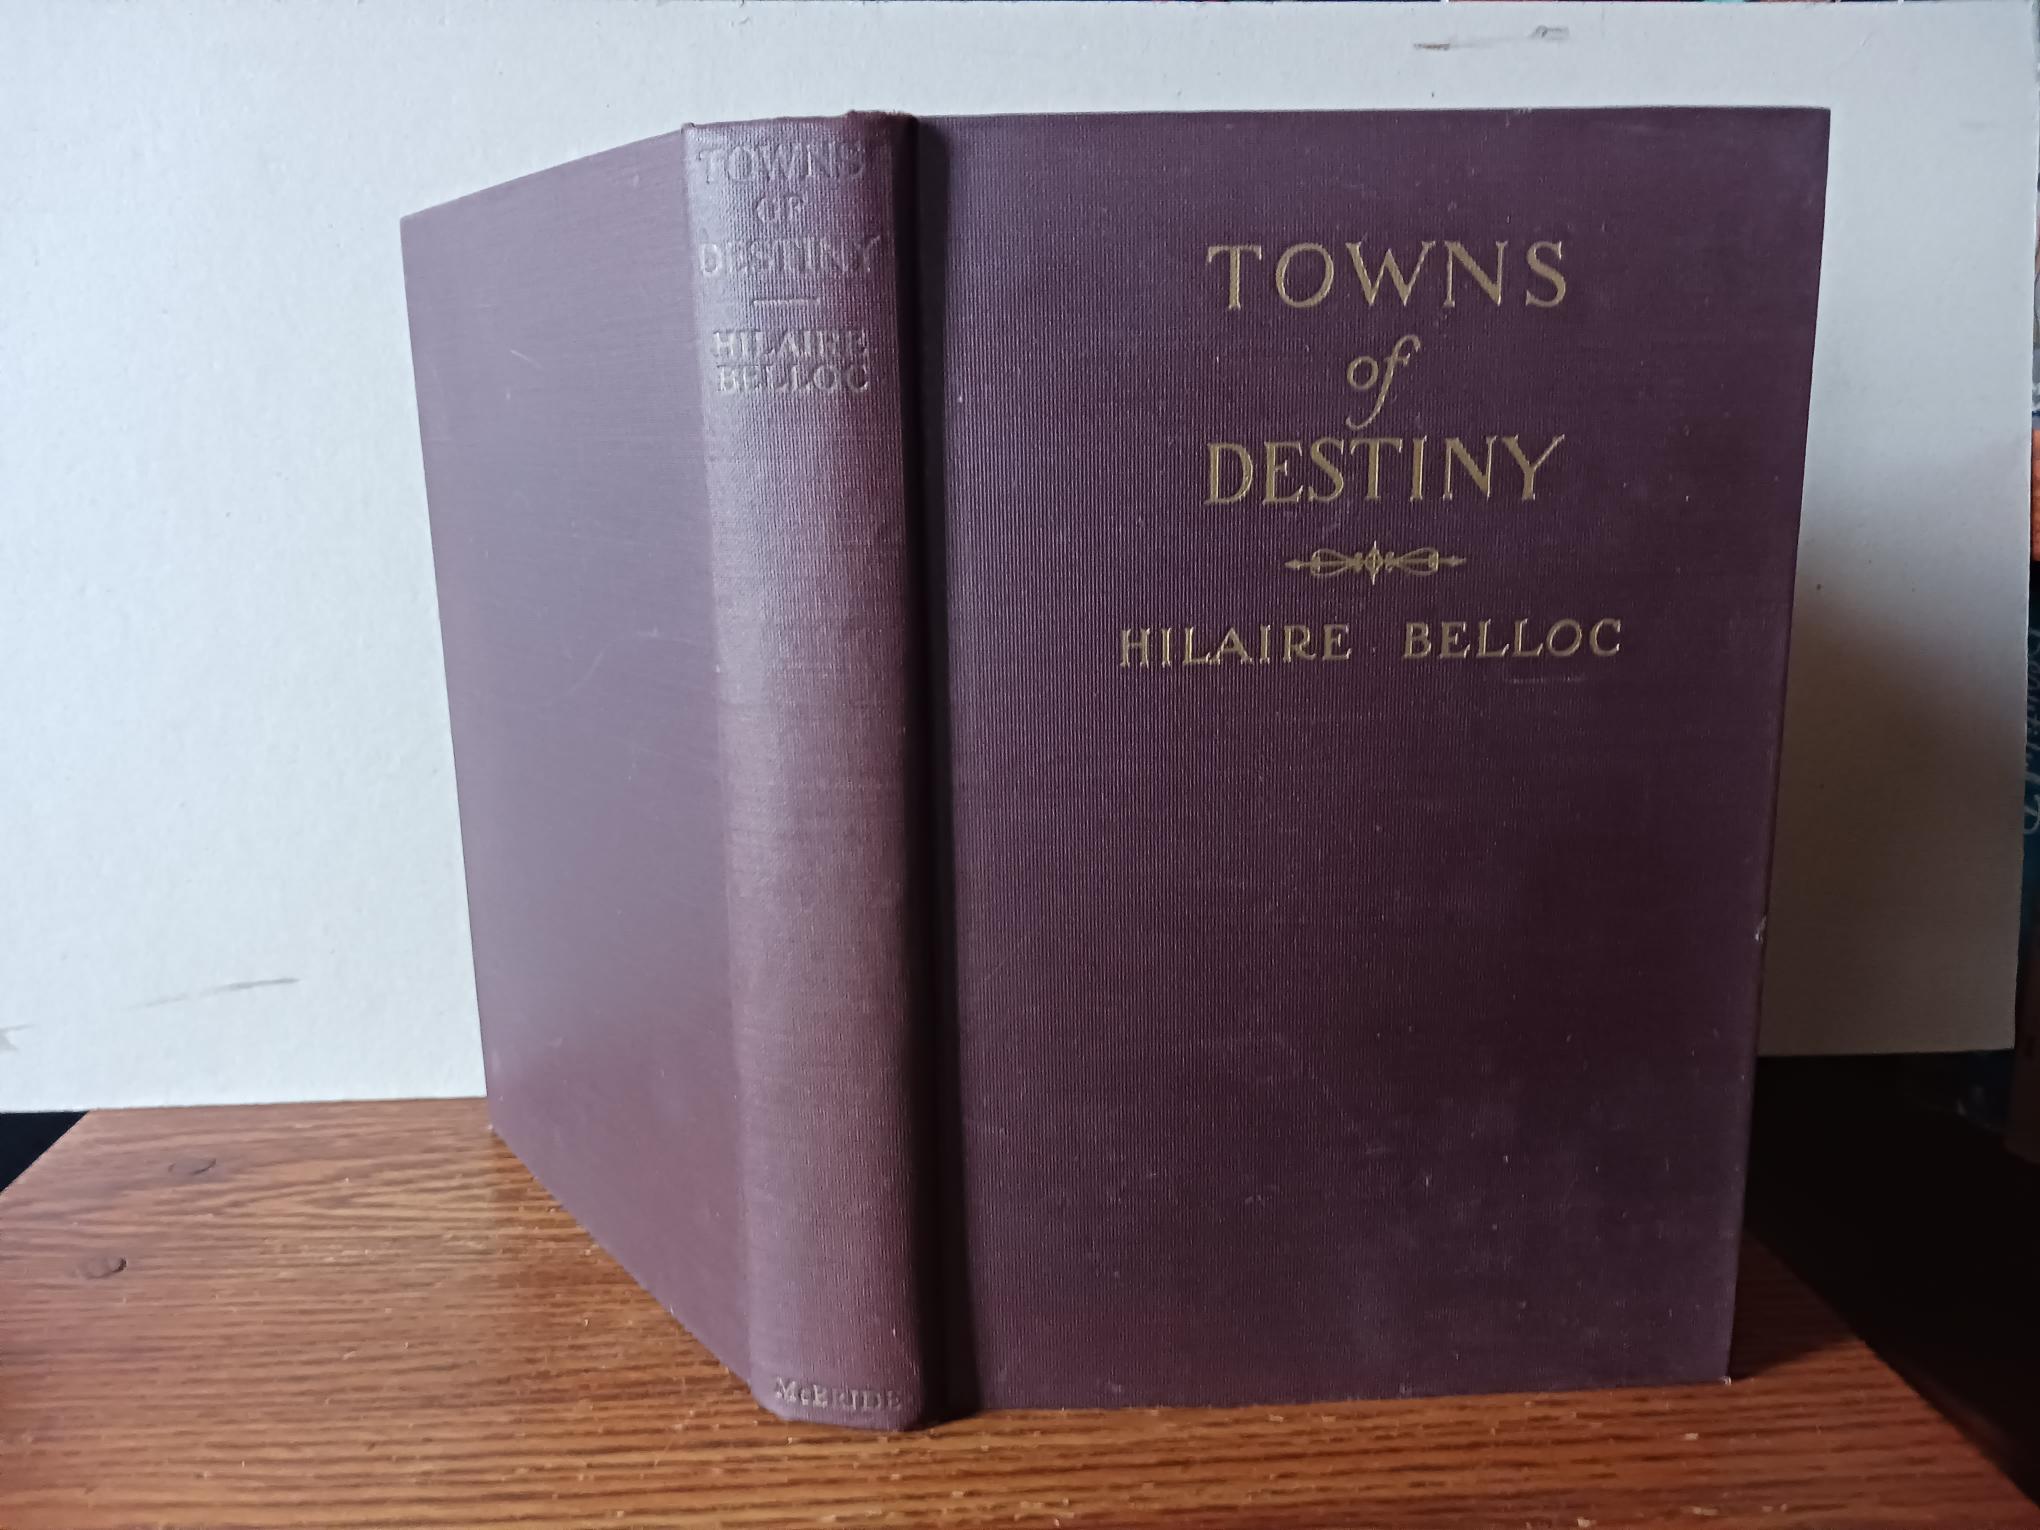 TOWNS
OF
DESTINY
HILAIRE
BELLOC
McBRIDE
TOWNS
of
DESTINY
HILAIRE BELLOC